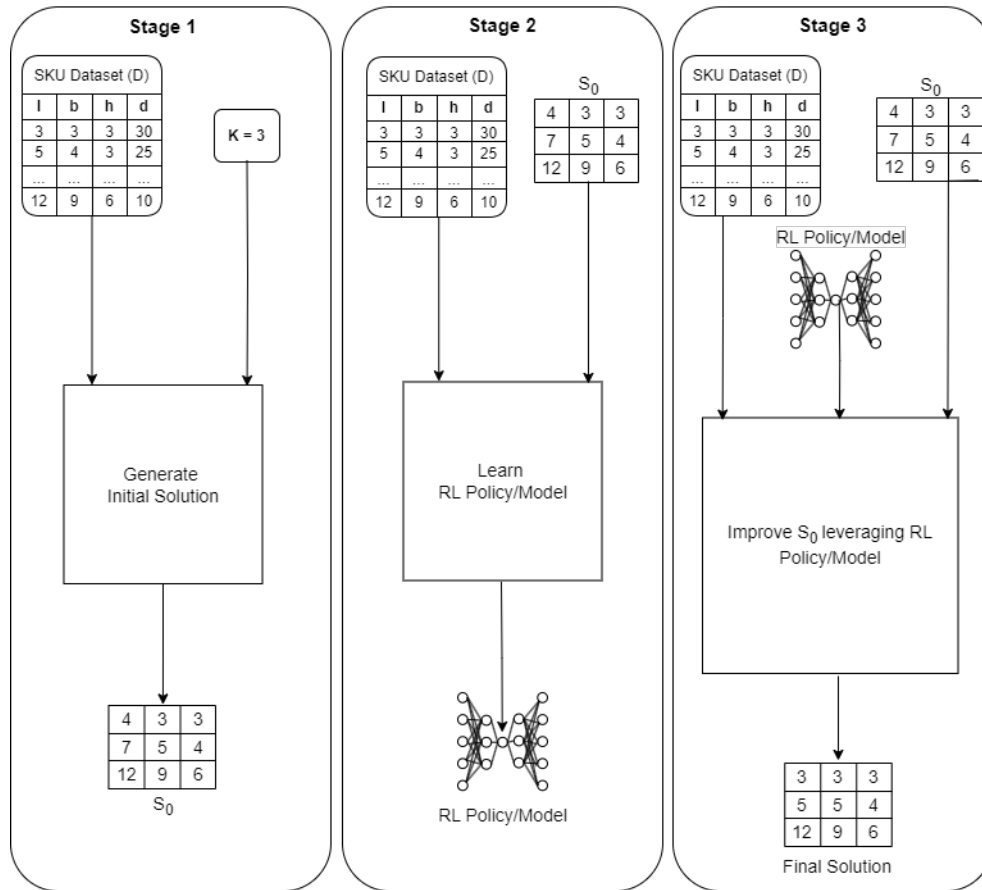 Stage 1
SKU Dataset (D)
l b h d
3 3 3 30
5 4 3 25
... ... ... ...
12 9 6 10
K = 3
Generate
Initial Solution
4 3 3
7 5 4
12 9 6
S0
Stage 2
SKU Dataset (D)
l b h d
3 3 3 30
5 4 3 25
... ... ... ...
12 9 6 10
S0
4 3 3
7 5 4
12 9 6
Learn
RL Policy/Model
RL Policy/Model
Stage 3
SKU Dataset (D)
l b h d
3 3 3 30
5 4 3 25
... ... ... ...
12 9 6 10
S0
4 3 3
7 5 4
12 9 6
RL Policy/Model
Improve S0 leveraging RL
Policy/Model
3 3 3
5 5 4
12 9 6
Final Solution